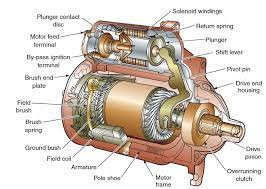 Solenoid windings
Plunger contact
disc
Return spring
Motor feed
terminal
Plunger
Shift lever
By-pass ignition
terminal
Pivot pin
Brush end
plate
Drive end
housing
Field
brush
Brush
spring
Drive
pinion
Ground bush
Field coil
Armature
Pole shoe
Motor
frame
Overrunning
clutch